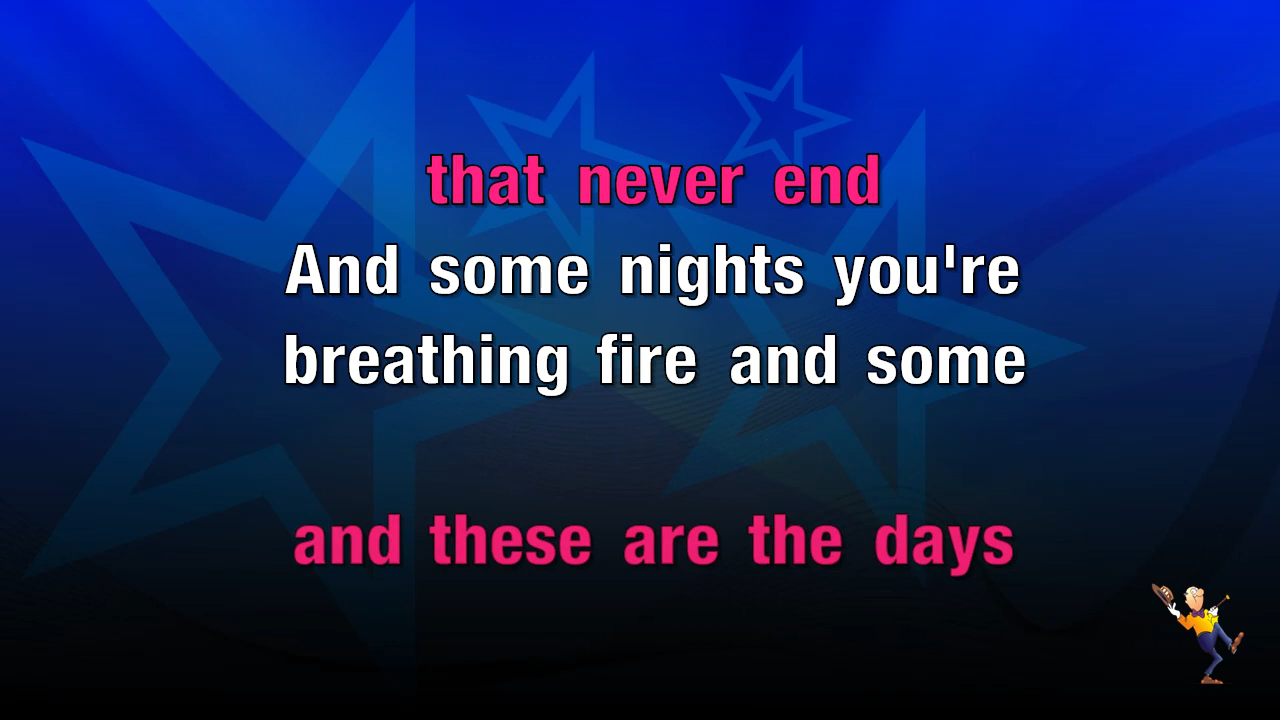 that never end
And some nights you're
breathing fire and some
and these are the days